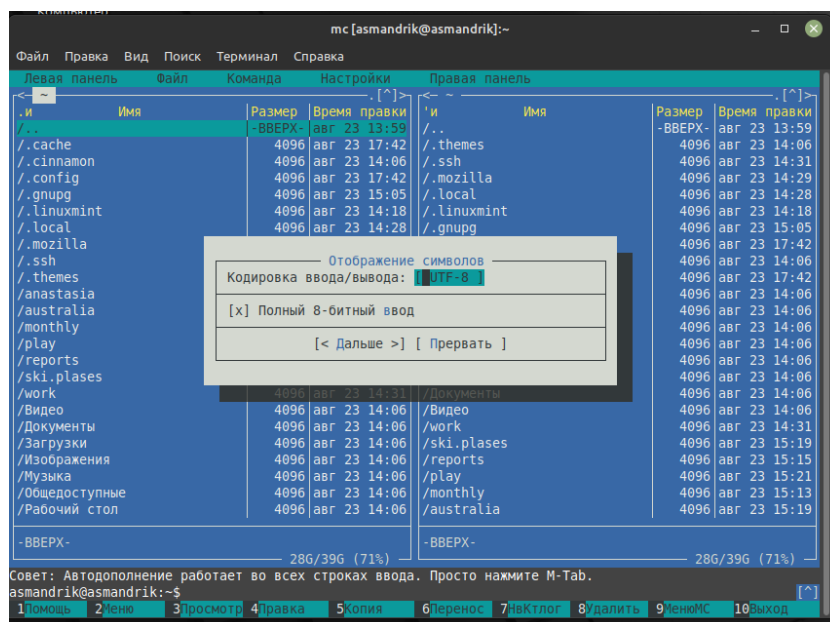 mc [asmandrik@asmandrik]:~
Файл Правка Вид Поиск Терминал Справка
Левая панель Файл Команда Настройки Правая панель
<— ~ .[^]> <— ~ .[^]>
.и Имя Размер Время правки 'и Имя Размер Время правки
/.. -ВВЕРХ- авг 23 13:59 /.. -ВВЕРХ- авг 23 13:59
/.cache 4096 авг 23 17:42 /.themes 4096 авг 23 14:06
/.cinnamon 4096 авг 23 14:06 /.ssh 4096 авг 23 14:31
/.config 4096 авг 23 17:42 /.mozilla 4096 авг 23 14:29
/.gnupg 4096 авг 23 15:05 /.local 4096 авг 23 14:28
/.linuxmint 4096 авг 23 14:18 /.linuxmint 4096 авг 23 14:18
/.local 4096 авг 23 14:28 /.gnupg 4096 авг 23 15:05
/.mozilla 4096 авг 23 17:42
/.ssh Отображение символов 4096 авг 23 14:06
/.themes Кодировка ввода/вывода: [ UTF-8 ] 4096 авг 23 17:42
/anastasia 4096 авг 23 14:06
/australia [x] Полный 8-битный ввод 4096 авг 23 14:06
/monthly 4096 авг 23 14:06
/play [< Дальше >] [ Прервать ] 4096 авг 23 14:06
/reports 4096 авг 23 14:06
/ski.plases 4096 авг 23 14:06
/work 4096 авг 23 14:31 /Документы 4096 авг 23 14:06
/Видео 4096 авг 23 14:06 /Видео 4096 авг 23 14:06
/Документы 4096 авг 23 14:06 /work 4096 авг 23 14:31
/Загрузки 4096 авг 23 14:06 /ski.plases 4096 авг 23 15:19
/Изображения 4096 авг 23 14:06 /reports 4096 авг 23 15:15
/Музыка 4096 авг 23 14:06 /play 4096 авг 23 15:21
/Общедоступные 4096 авг 23 14:06 /monthly 4096 авг 23 15:13
/Рабочий стол 4096 авг 23 14:06 /australia 4096 авг 23 15:19
-ВВЕРХ- -ВВЕРХ-
28G/39G (71%) 28G/39G (71%)
Совет: Автодополнение работает во всех строках ввода. Просто нажмите M-Tab.
asmandrik@asmandrik:~$ [^]
1Помощь 2Меню 3Просмотр 4Правка 5Копия 6Перенос 7НвКтлог 8Удалить 9МенюМС 10Выход